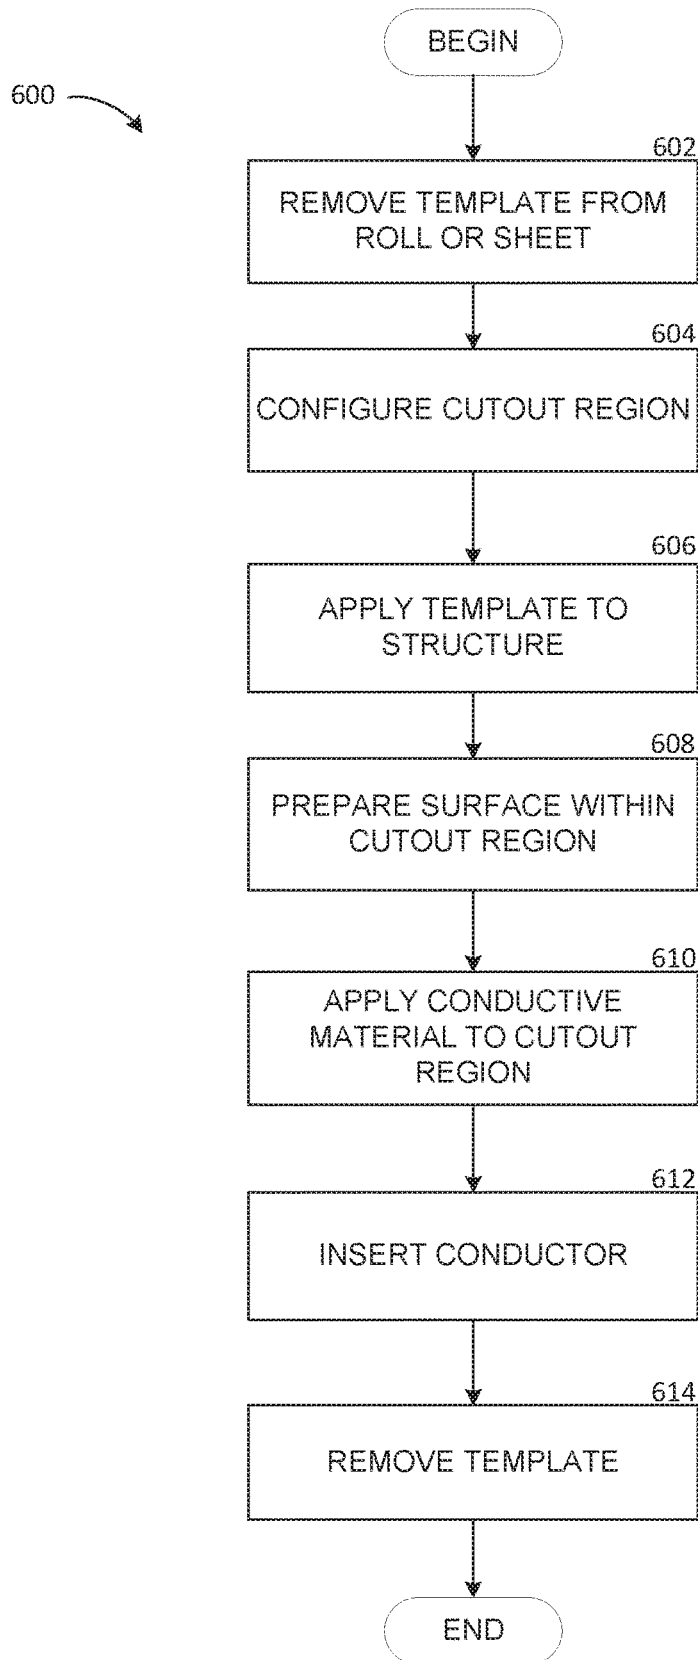 BEGIN
600
602
REMOVE TEMPLATE FROM
ROLL OR SHEET
604
CONFIGURE CUTOUT REGION
606
APPLY TEMPLATE TO
STRUCTURE
608
PREPARE SURFACE WITHIN
CUTOUT REGION
610
APPLY CONDUCTIVE
MATERIAL TO CUTOUT
REGION
612
INSERT CONDUCTOR
614
REMOVE TEMPLATE
END